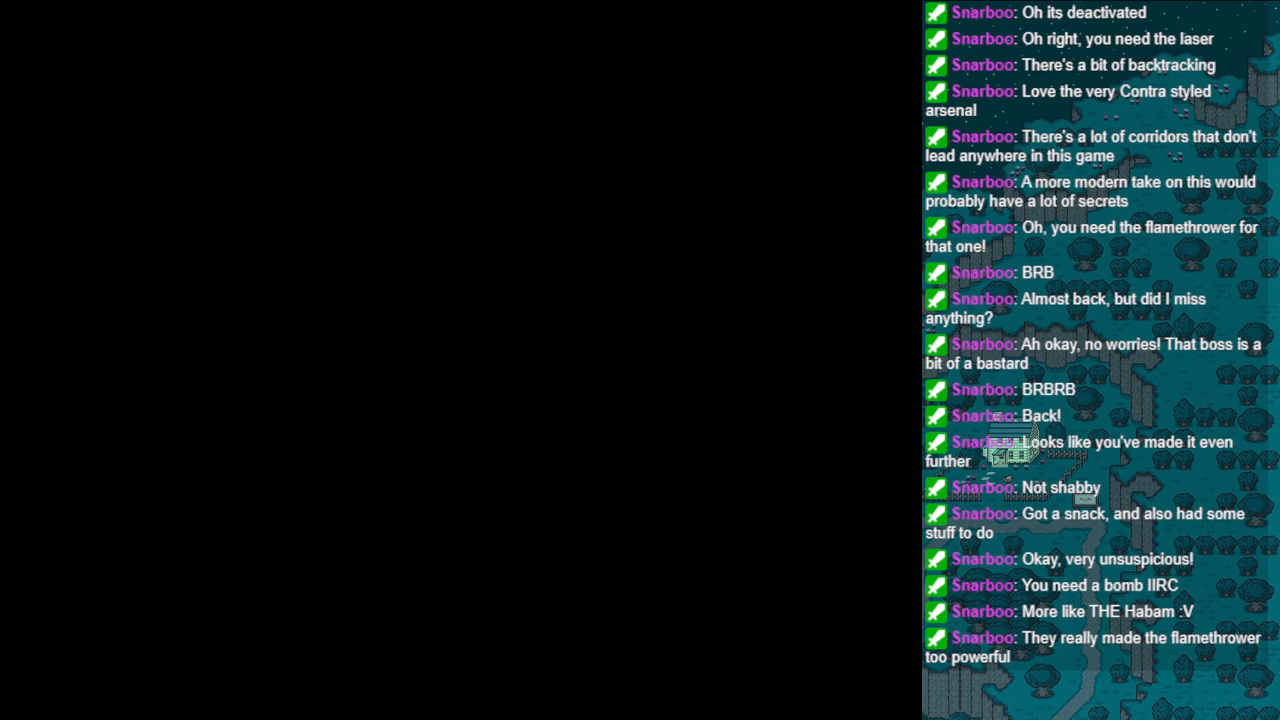 Snarboo: Oh its deactivated
Snarboo: Oh right, you need the laser
Snarboo: There's a bit of backtracking
Snarboo: Love the very Contra styled
arsenal
Snarboo: There's a lot of corridors that don't
lead anywhere in this game
Snarboo: A more modern take on this would
probably have a lot of secrets
Snarboo: Oh, you need the flamethrower for
that one!
Snarboo: BRB
Snarboo: Almost back, but did I miss
anything?
Snarboo: Ah okay, no worries! That boss is a
bit of a bastard
Snarboo: BRBRB
Snarboo: Back!
Snarboo: Looks like you've made it even
further
Snarboo: Not shabby
Snarboo: Got a snack, and also had some
stuff to do
Snarboo: Okay, very unsuspicious!
Snarboo: You need a bomb IIRC
Snarboo: More like THE Habam :V
Snarboo: They really made the flamethrower
too powerful